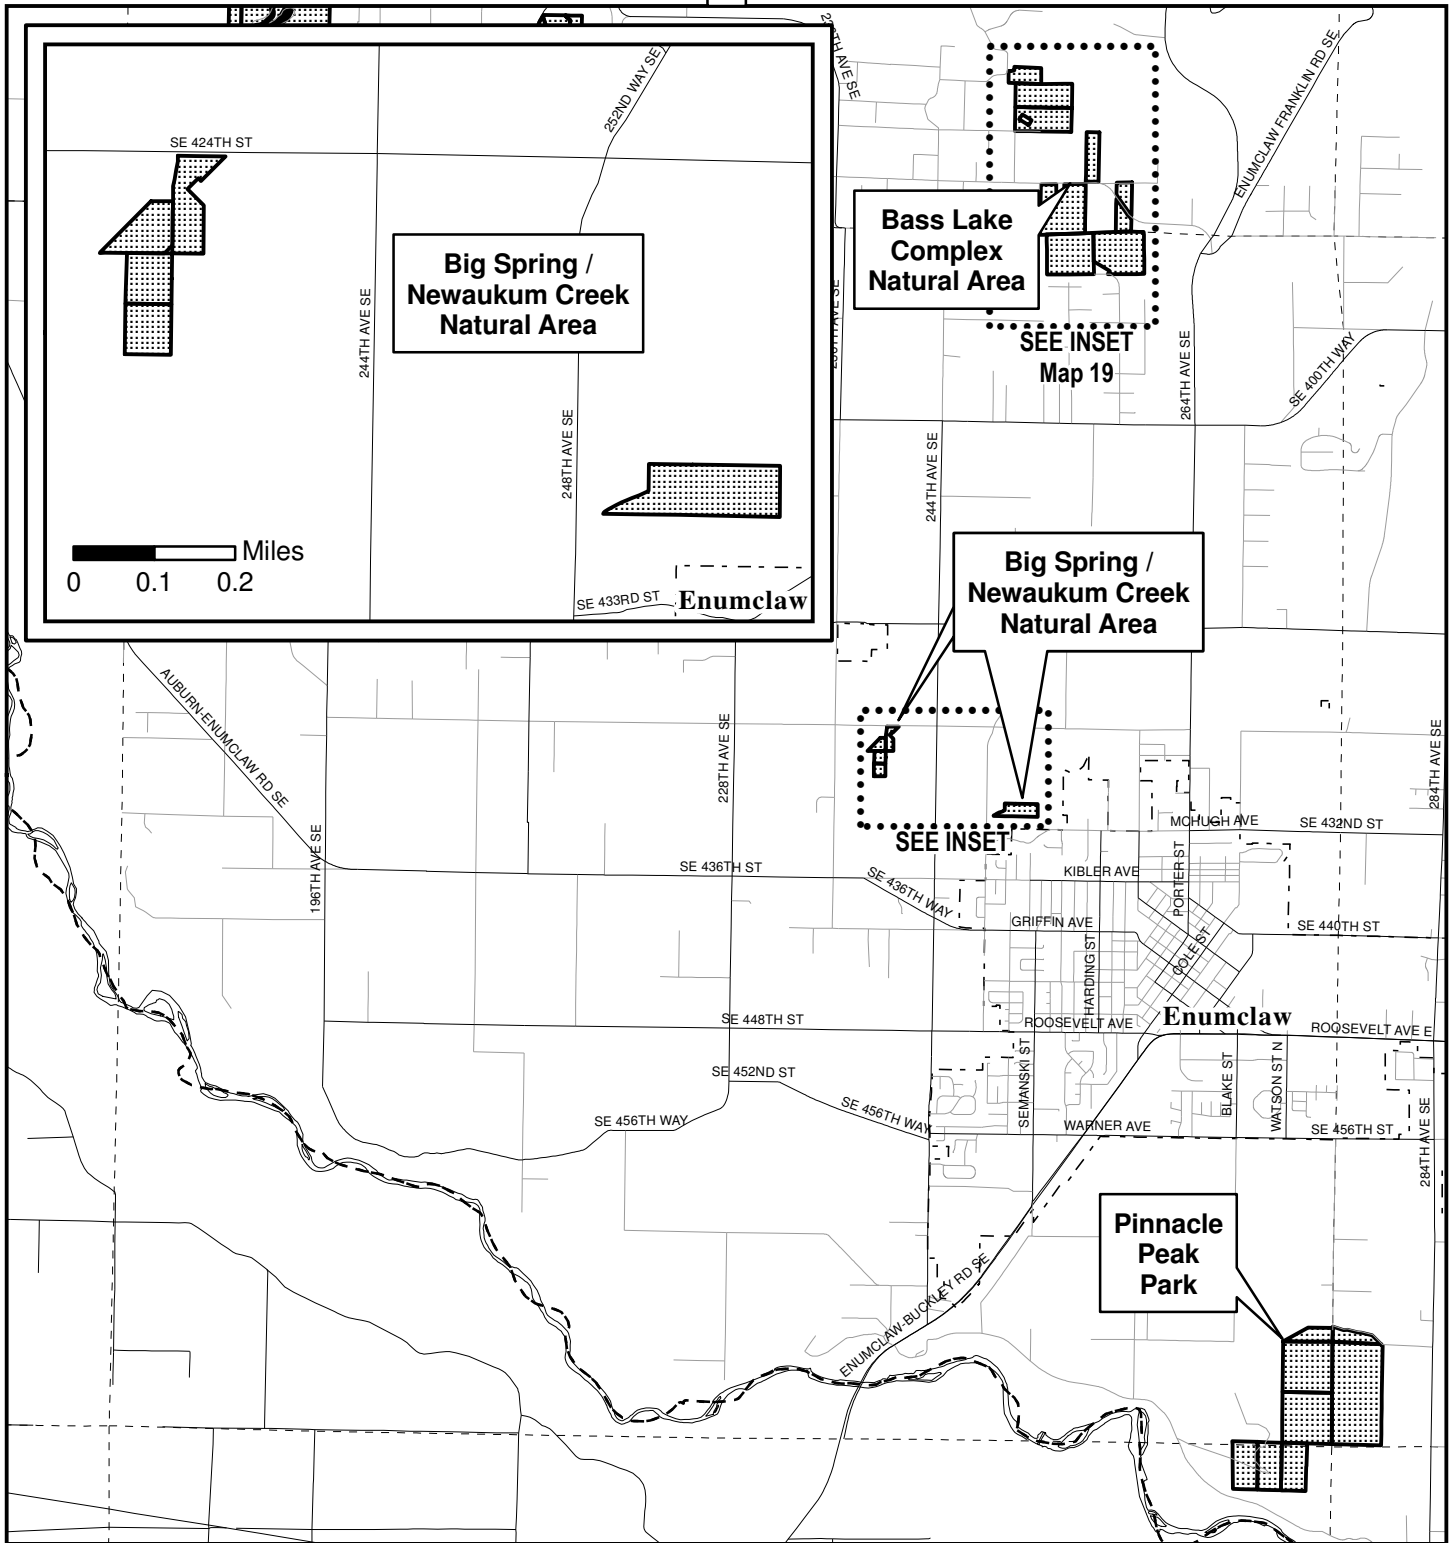 SE 424TH ST
252ND WAY SE
Big Spring /
Newaukum Creek
Natural Area
244TH AVE SE
248TH AVE SE
Miles
0 0.1 0.2
SE 433RD ST
Enumclaw
AVE SE
ENUMCLAW FRANKLIN RD SE
Bass Lake
Complex
Natural Area
SEE INSET
Map 19
264TH AVE SE
SE 400TH WAY
244TH AVE SE
Big Spring /
Newaukum Creek
Natural Area
AUBURN-ENUMCLAW RD SE
228TH AVE SE
284TH AVE SE
SEE INSET
MCHUGH AVE
SE 432ND ST
196TH AVE SE
SE 436TH ST
SE 436TH WAY
KIBLER AVE
PORTER ST
GRIFFIN AVE
SE 440TH ST
HARDING ST
COLE ST
SE 448TH ST
ROOSEVELT AVE
Enumclaw
ROOSEVELT AVE E
SE 452ND ST
SEMANSKI ST
BLAKE ST
WATSON ST N
SE 456TH WAY
SE 456TH WAY
WARNER AVE
SE 456TH ST
284TH AVE SE
Pinnacle
Peak
Park
ENUMCLAW-BUCKLEY RD SE